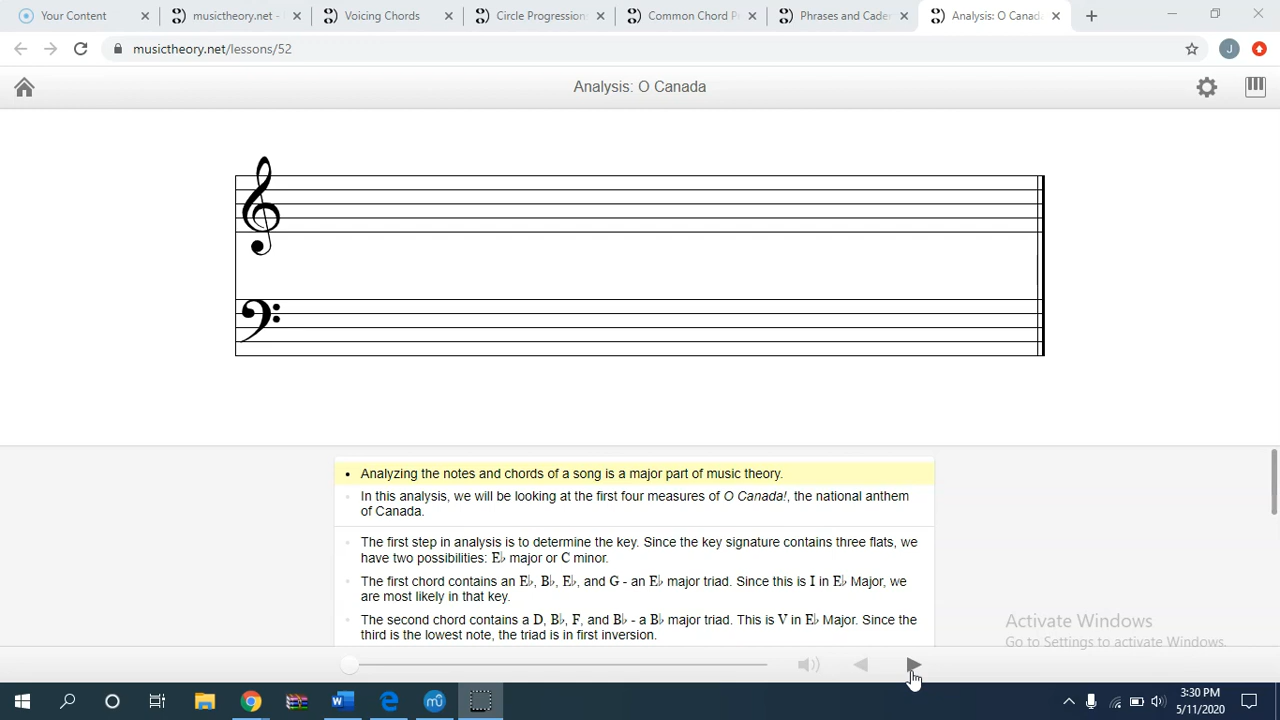 Your Content
musictheory.net -
Voicing Chords
Circle Progression
Common Chord P
Phrases and Caden
Analysis: O Canada
musictheory.net/lessons/52
J
Analysis: O Canada
• Analyzing the notes and chords of a song is a major part of music theory.
In this analysis, we will be looking at the first four measures of O Canada!, the national anthem
of Canada.
The first step in analysis is to determine the key. Since the key signature contains three flats, we
have two possibilities: E♭ major or C minor.
The first chord contains an E♭, B♭, E♭, and G - an E♭ major triad. Since this is I in E♭ Major, we
are most likely in that key.
The second chord contains a D, B♭, F, and B♭ - a B♭ major triad. This is V in E♭ Major. Since the
third is the lowest note, the triad is in first inversion.
Activate Windows
Go to Settings to activate Windows.
3:30 PM
5/11/2020